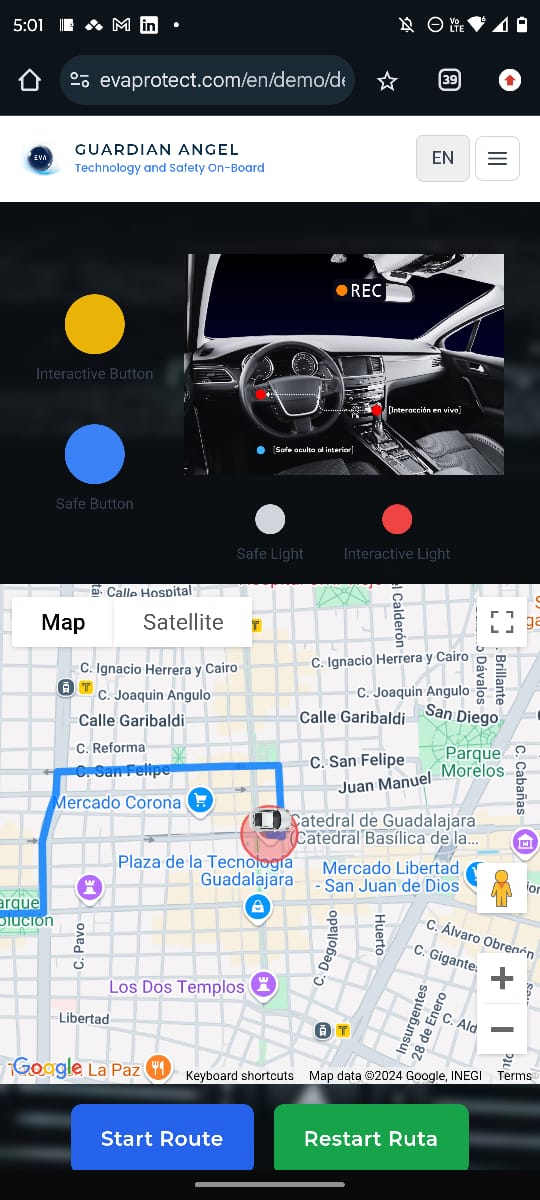 5:01
Vo
LTE
evaprotect.com/en/demo/de
39
EVA
GUARDIAN ANGEL
Technology and Safety On-Board
EN
REC
[Interacción en vivo]
[Safe oculto al interior]
Interactive Button
Safe Button
Safe Light
Interactive Light
Map
Satellite
C. Calle Hospital
l Calderón
C. Ignacio Herrera y Cairo
C. Ignacio Herrera y Cairo
Dávalos
Brillante
C. Joaquin Angulo
C. Joaquin Angulo
Calle Garibaldi
Calle Garibaldi
San Diego
C. Reforma
Parque
Morelos
C. San Felipe
C. San Felipe
Juan Manuel
C. Cabañas
Mercado Corona
Catedral de Guadalajara
Catedral Basílica de la...
Plaza de la Tecnología
Guadalajara
Mercado Libertad
- San Juan de Dios
arque
olución
C. Pavo
C. Degollado
Huerto
C. Álvaro Obregón
C. Gigantes
Los Dos Templos
Insurgentes
28 de Enero
C. Ald
Libertad
Google
La Paz
Keyboard shortcuts
Map data ©2024 Google, INEGI
Terms
Start Route
Restart Ruta